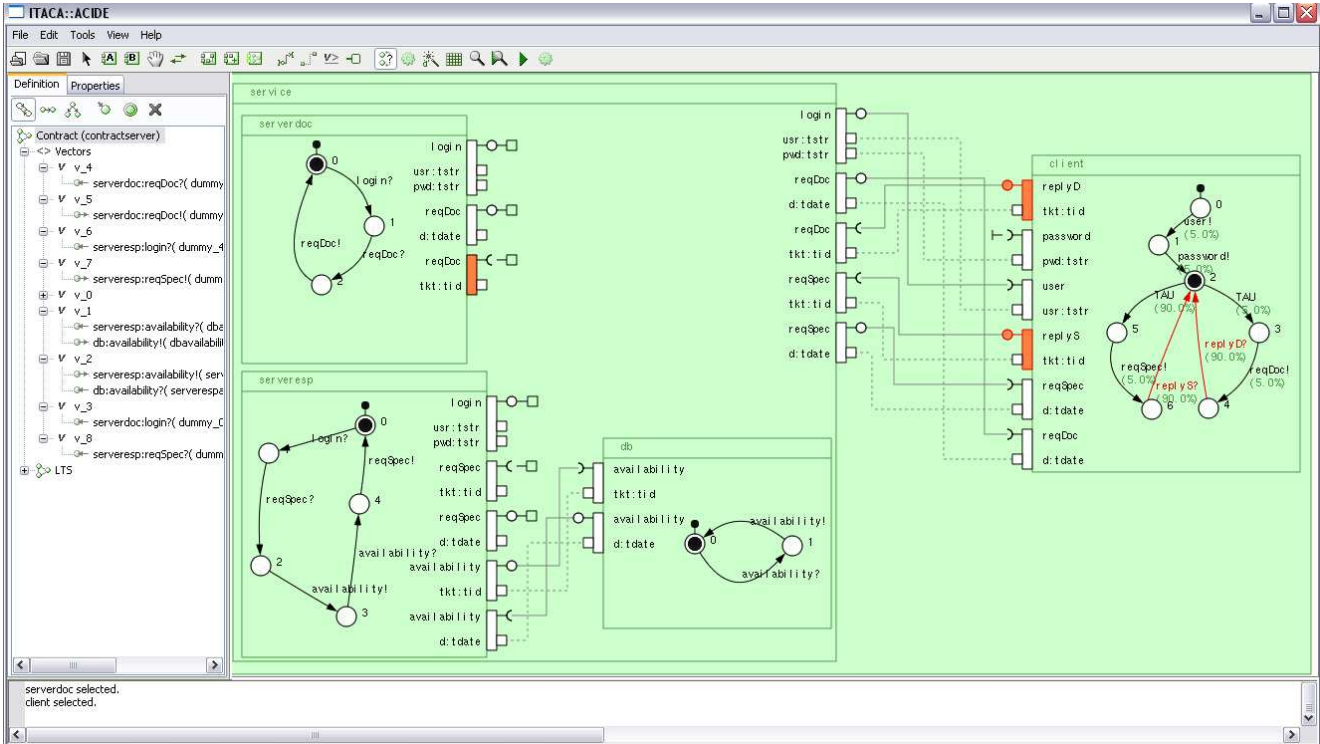 ITACA::ACIDE
File Edit Tools View Help
Definition Properties
Contract (contractserver)
<> Vectors
V v_4
serverdoc:reqDoc?( dummy
V v_5
serverdoc:reqDoc!( dummy
V v_6
serveresp:login?( dummy_4
V v_7
serveresp:reqSpec!( dumm
V v_0
V v_1
serveresp:availability?( dba
db:availability!( dbavailabili
V v_2
serveresp:availability!( serv
db:availability?( serverespa
V v_3
serverdoc:login?( dummy_0
V v_8
serveresp:reqSpec?( dumm
LTS
service
serverdoc
0
login?
1
reqDoc?
2
reqDoc!
login
usr:tstr
pwd:tstr
reqDoc
d:tdate
reqDoc
tkt:tid
serveresp
0
login?
reqSpec?
2
availability!
3
availability?
4
reqSpec!
login
usr:tstr
pwd:tstr
reqSpec
tkt:tid
reqSpec
d:tdate
availability
tkt:tid
availability
d:tdate
db
availability
tkt:tid
availability
d:tdate
0
availability!
1
availability?
login
usr:tstr
pwd:tstr
reqDoc
d:tdate
reqDoc
tkt:tid
reqSpec
tkt:tid
reqSpec
d:tdate
client
replyD
tkt:tid
password
pwd:tstr
user
usr:tstr
replyS
tkt:tid
reqSpec
d:tdate
reqDoc
d:tdate
0
user!
(5.0%)
1
password!
(5.0%)
2
TAU
(90.0%)
TAU
(5.0%)
5
3
replyD?
(90.0%)
reqSpec!
(5.0%)
reqDoc!
(5.0%)
replyS?
(90.0%)
6
4
serverdoc selected.
client selected.